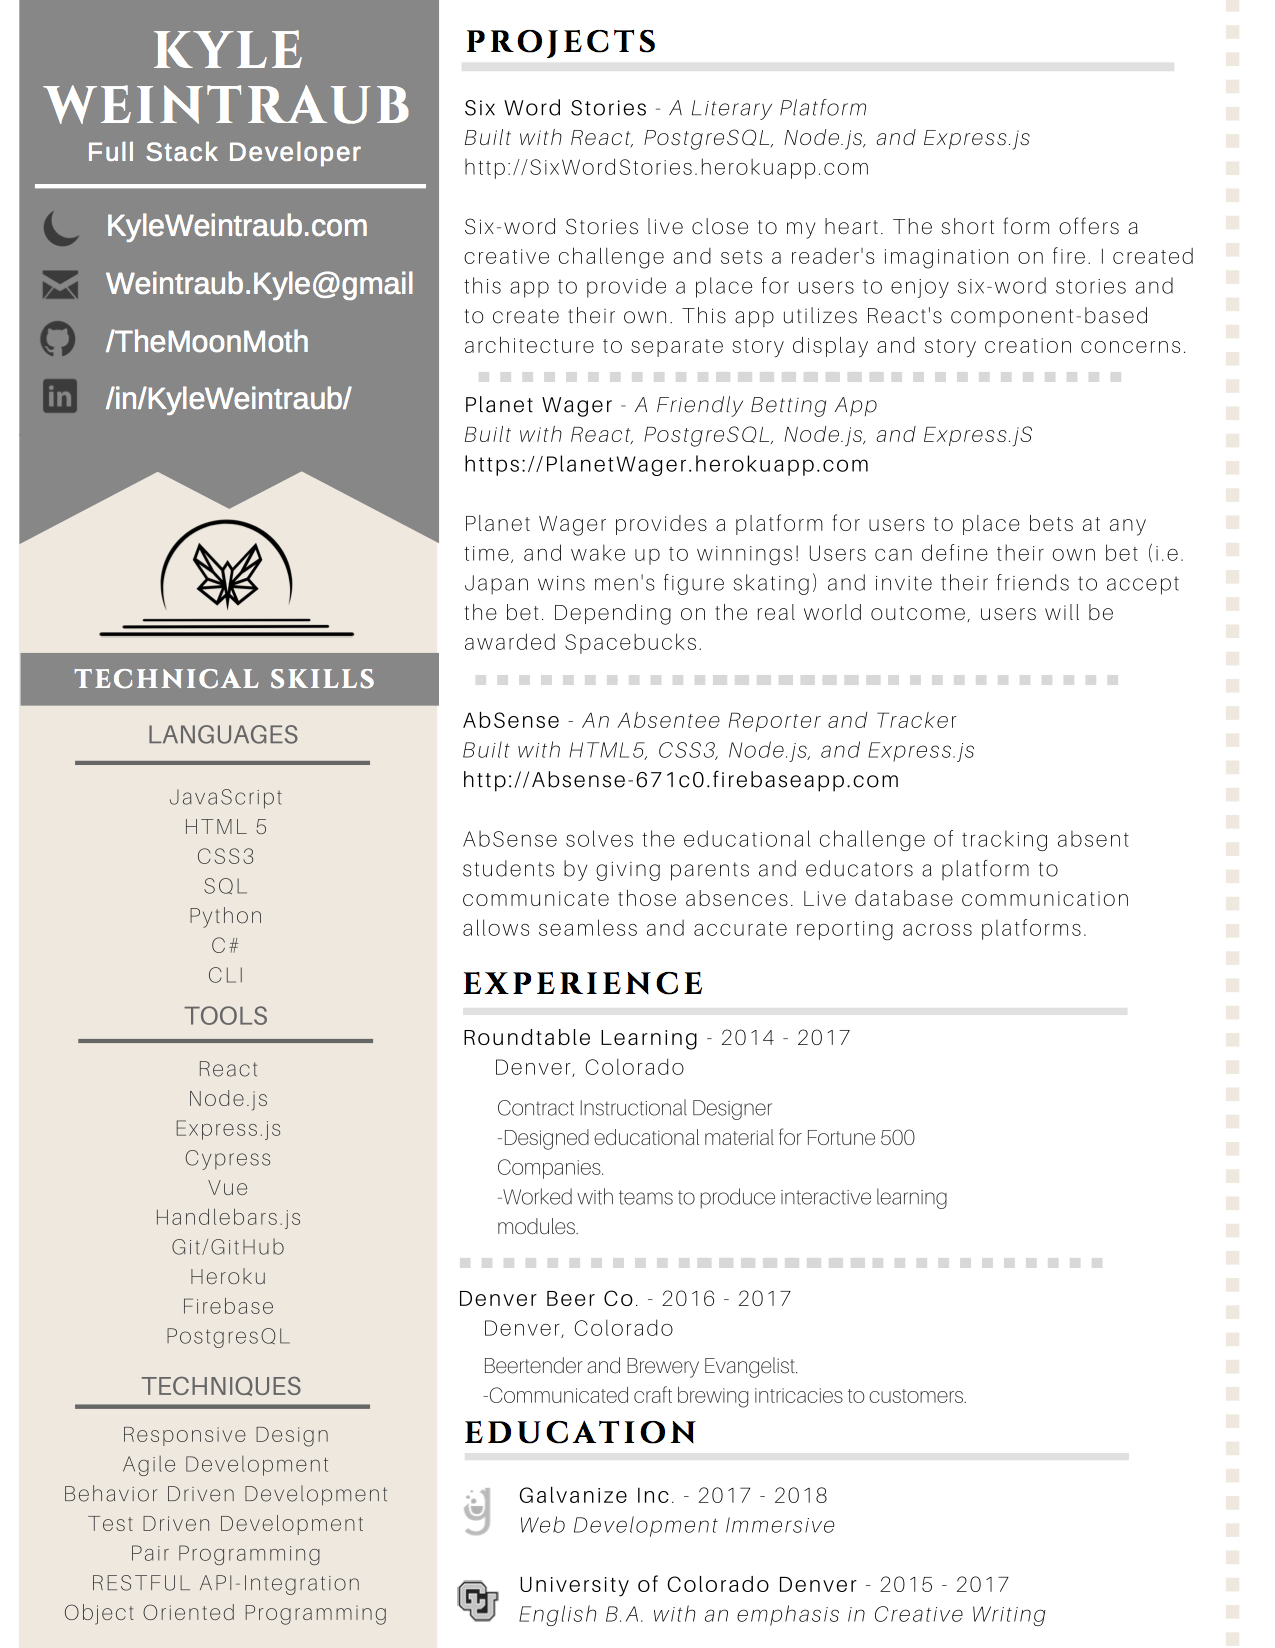 KYLE
WEINTRAUB
Full Stack Developer
KyleWeintraub.com
Weintraub.Kyle@gmail
/TheMoonMoth
in /in/KyleWeintraub/
TECHNICAL SKILLS
LANGUAGES
JavaScript
HTML 5
CSS3
SQL
Python
C#
CLI
TOOLS
React
Node.js
Express.js
Cypress
Vue
Handlebars.js
Git/GitHub
Heroku
Firebase
PostgresQL
TECHNIQUES
Responsive Design
Agile Development
Behavior Driven Development
Test Driven Development
Pair Programming
RESTFUL API-Integration
Object Oriented Programming
PROJECTS
Six Word Stories - A Literary Platform
Built with React, PostgreSQL, Node.js, and Express.js
http://SixWordStories.herokuapp.com
Six-word Stories live close to my heart. The short form offers a
creative challenge and sets a reader's imagination on fire. I created
this app to provide a place for users to enjoy six-word stories and
to create their own. This app utilizes React's component-based
architecture to separate story display and story creation concerns.
Planet Wager - A Friendly Betting App
Built with React, PostgreSQL, Node.js, and Express.jS
https://PlanetWager.herokuapp.com
Planet Wager provides a platform for users to place bets at any
time, and wake up to winnings! Users can define their own bet (i.e.
Japan wins men's figure skating) and invite their friends to accept
the bet. Depending on the real world outcome, users will be
awarded Spacebucks.
AbSense - An Absentee Reporter and Tracker
Built with HTML5, CSS3, Node.js, and Express.js
http://Absense-671c0.firebaseapp.com
AbSense solves the educational challenge of tracking absent
students by giving parents and educators a platform to
communicate those absences. Live database communication
allows seamless and accurate reporting across platforms.
EXPERIENCE
Roundtable Learning - 2014 - 2017
Denver, Colorado
Contract Instructional Designer
-Designed educational material for Fortune 500
Companies.
-Worked with teams to produce interactive learning
modules.
Denver Beer Co. - 2016 - 2017
Denver, Colorado
Beertender and Brewery Evangelist.
-Communicated craft brewing intricacies to customers.
EDUCATION
g Galvanize Inc. - 2017 - 2018
Web Development Immersive
CU University of Colorado Denver - 2015 - 2017
English B.A. with an emphasis in Creative Writing